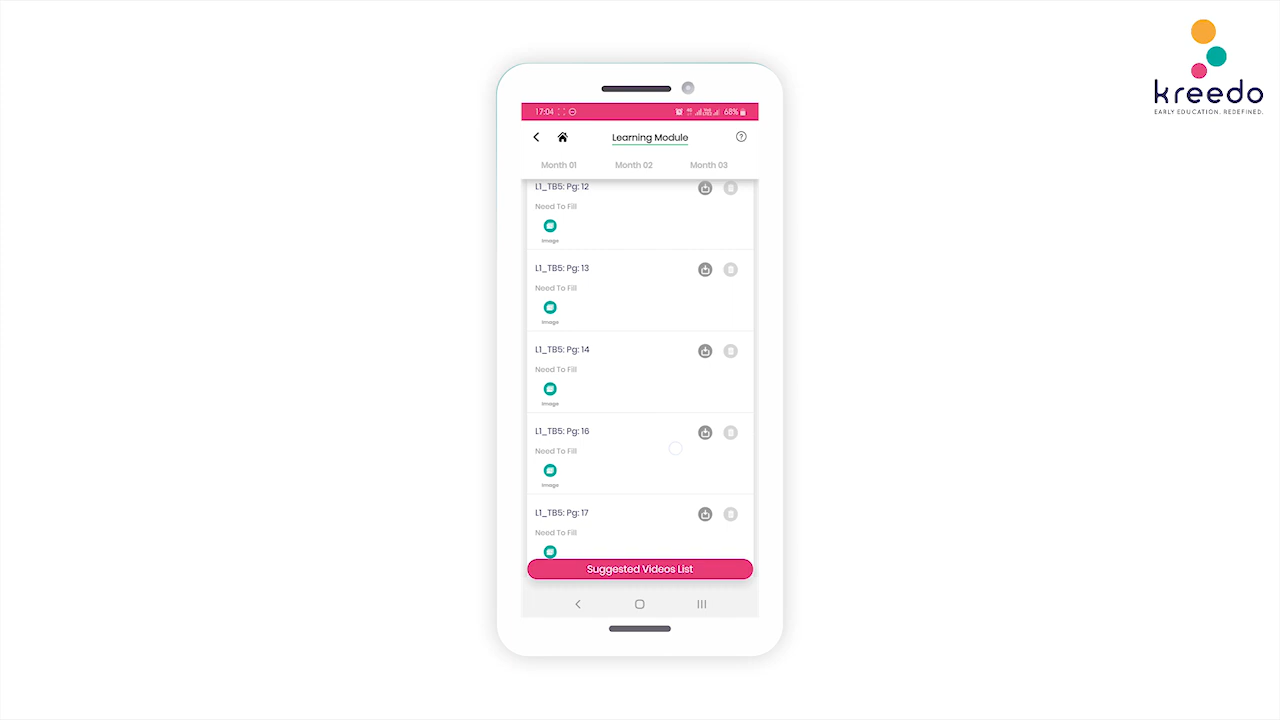 kreedo
EARLY EDUCATION. REDEFINED.
17:04
68%
Learning Module
Month 01 Month 02 Month 03
L1_TB5: Pg: 12
Need To Fill
Image
L1_TB5: Pg: 13
Need To Fill
Image
L1_TB5: Pg: 14
Need To Fill
Image
L1_TB5: Pg: 16
Need To Fill
Image
L1_TB5: Pg: 17
Need To Fill
Suggested Videos List